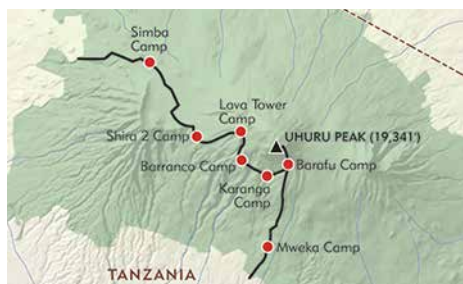 Simba
Camp
Lava Tower
Camp
Shira 2 Camp
UHURU PEAK (19,341')
Barranco Camp
Barafu Camp
Karanga
Camp
Mweka Camp
TANZANIA